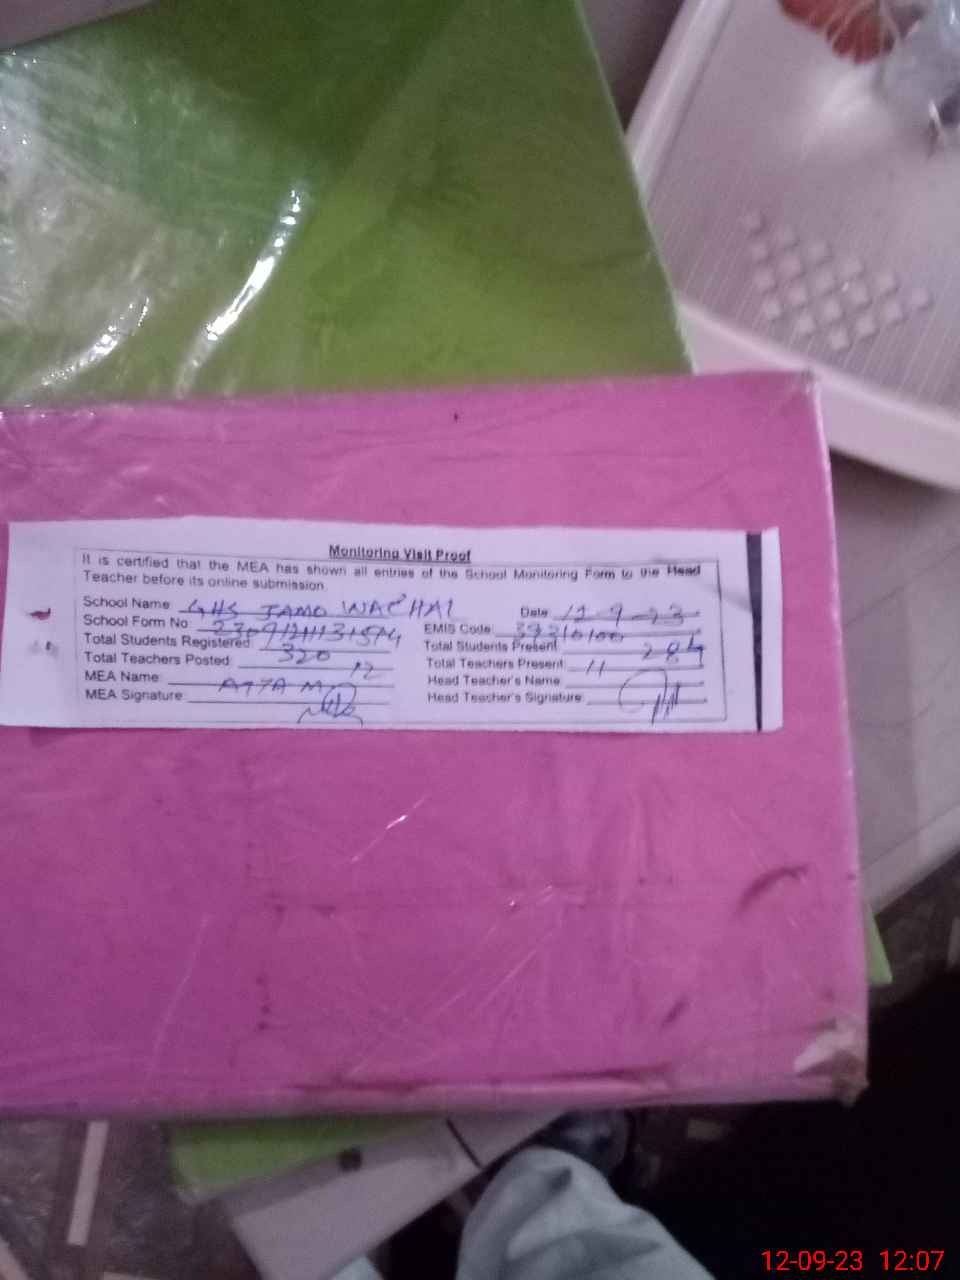 Monitoring Visit Proof
It is certified that the MEA has shown all entries of the School Monitoring Form to the Head
Teacher before its online submission
School Name: GHS JAMO WACHAI Date 12-9-23
School Form No: EMIS Code:
Total Students Registered: 320 Total Students Present 284
Total Teachers Posted: 12 Total Teachers Present: 11
MEA Name: ATTA M Head Teacher's Name:
MEA Signature: Head Teacher's Signature:
12-09-23 12:07